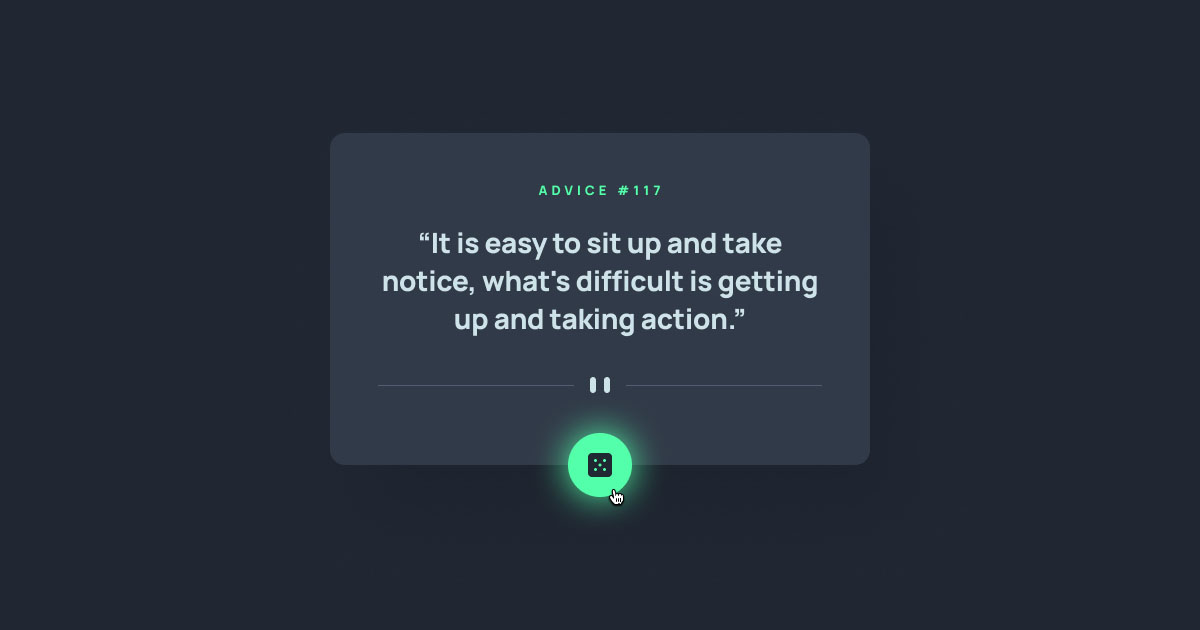 ADVICE #117
“It is easy to sit up and take
notice, what's difficult is getting
up and taking action.”